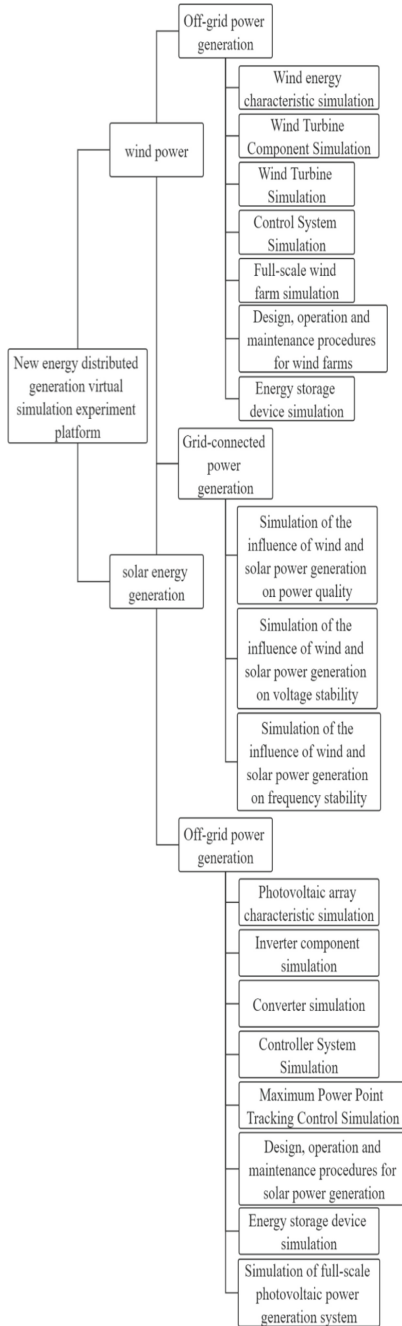 Off-grid power
generation
Wind energy
characteristic simulation
Wind Turbine
Component Simulation
wind power
Wind Turbine
Simulation
Control System
Simulation
Full-scale wind
farm simulation
Design, operation and
maintenance procedures
for wind farms
New energy distributed
generation virtual
simulation experiment
platform
Energy storage
device simulation
Grid-connected
power
generation
Simulation of the
influence of wind and
solar power generation
on power quality
solar energy
generation
Simulation of the
influence of wind and
solar power generation
on voltage stability
Simulation of the
influence of wind and
solar power generation
on frequency stability
Off-grid power
generation
Photovoltaic array
characteristic simulation
Inverter component
simulation
Converter simulation
Controller System
Simulation
Maximum Power Point
Tracking Control Simulation
Design, operation and
maintenance procedures for
solar power generation
Energy storage device
simulation
Simulation of full-scale
photovoltaic power
generation system